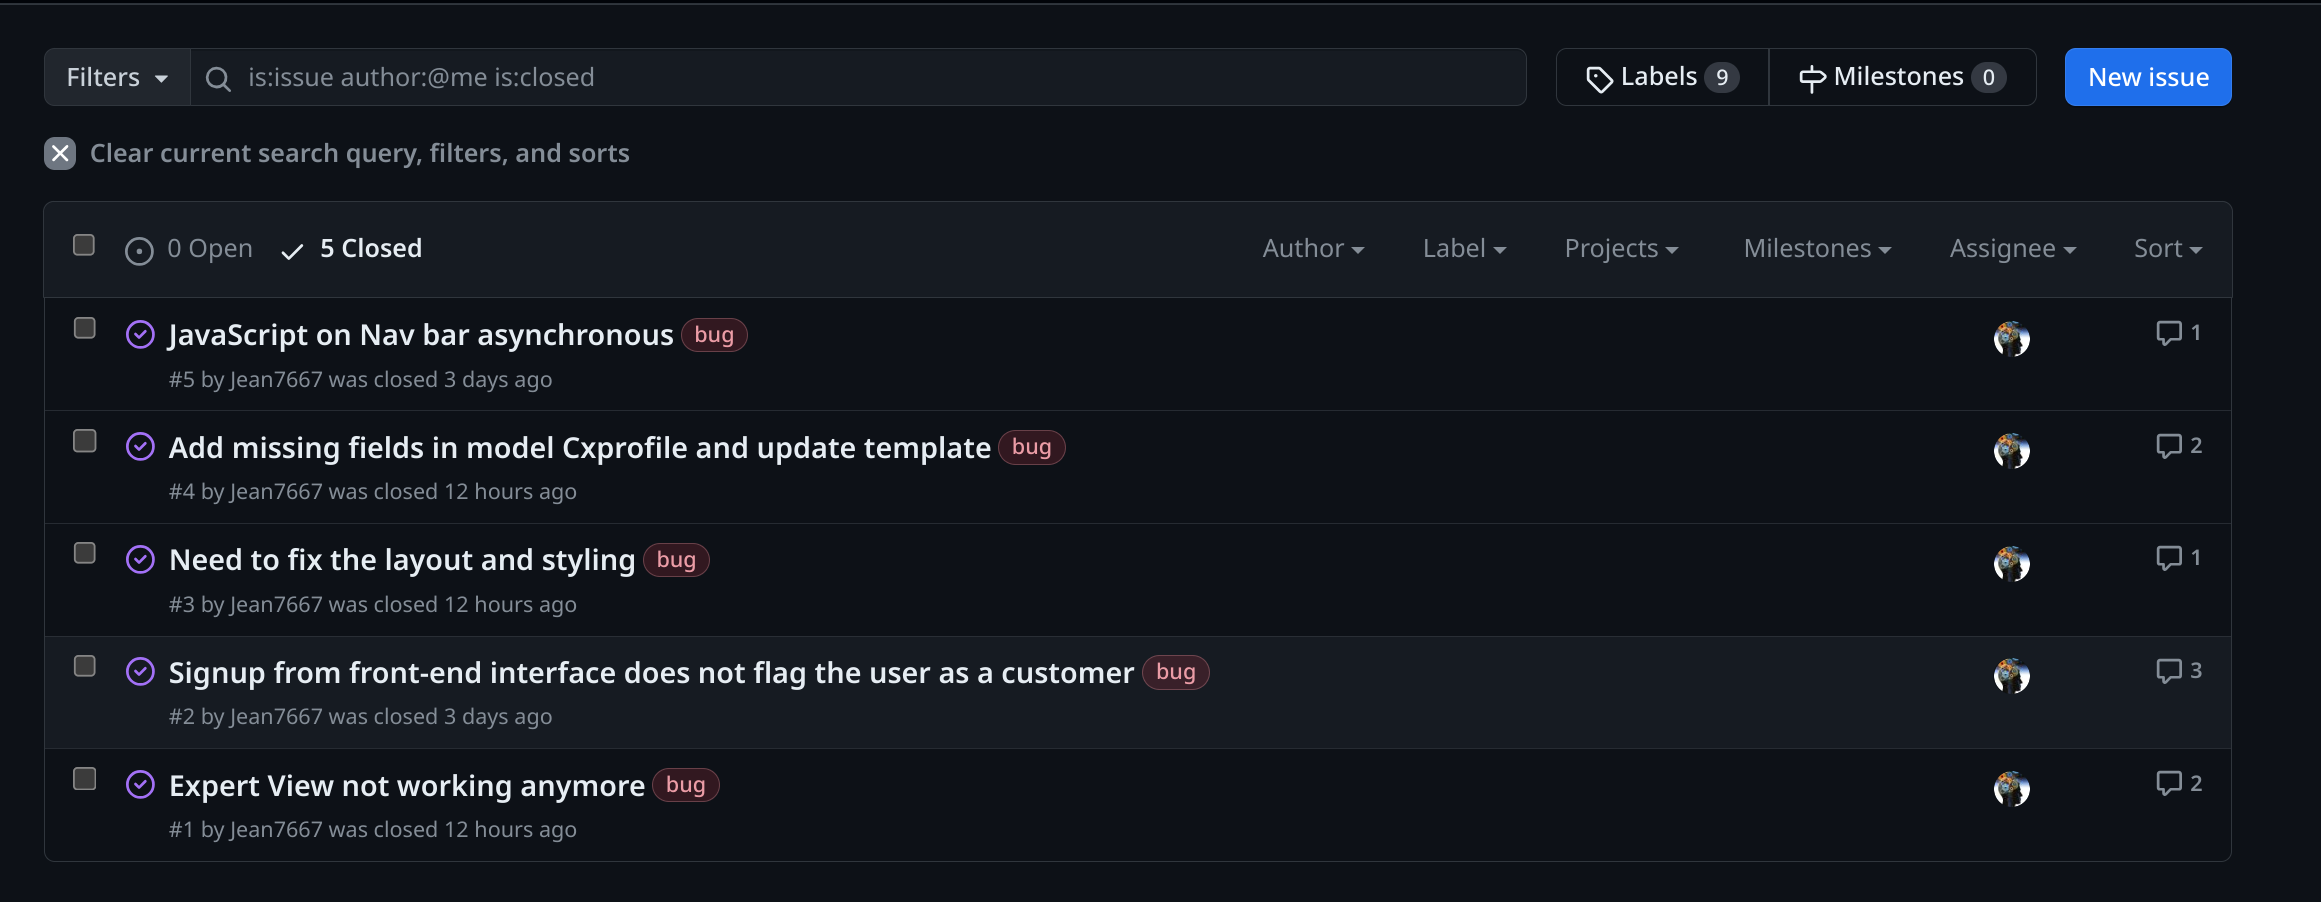 Filters is:issue author:@me is:closed Labels 9 Milestones 0 New issue
Clear current search query, filters, and sorts
0 Open 5 Closed Author Label Projects Milestones Assignee Sort
JavaScript on Nav bar asynchronous bug 1
#5 by Jean7667 was closed 3 days ago
Add missing fields in model Cxprofile and update template bug 2
#4 by Jean7667 was closed 12 hours ago
Need to fix the layout and styling bug 1
#3 by Jean7667 was closed 12 hours ago
Signup from front-end interface does not flag the user as a customer bug 3
#2 by Jean7667 was closed 3 days ago
Expert View not working anymore bug 2
#1 by Jean7667 was closed 12 hours ago